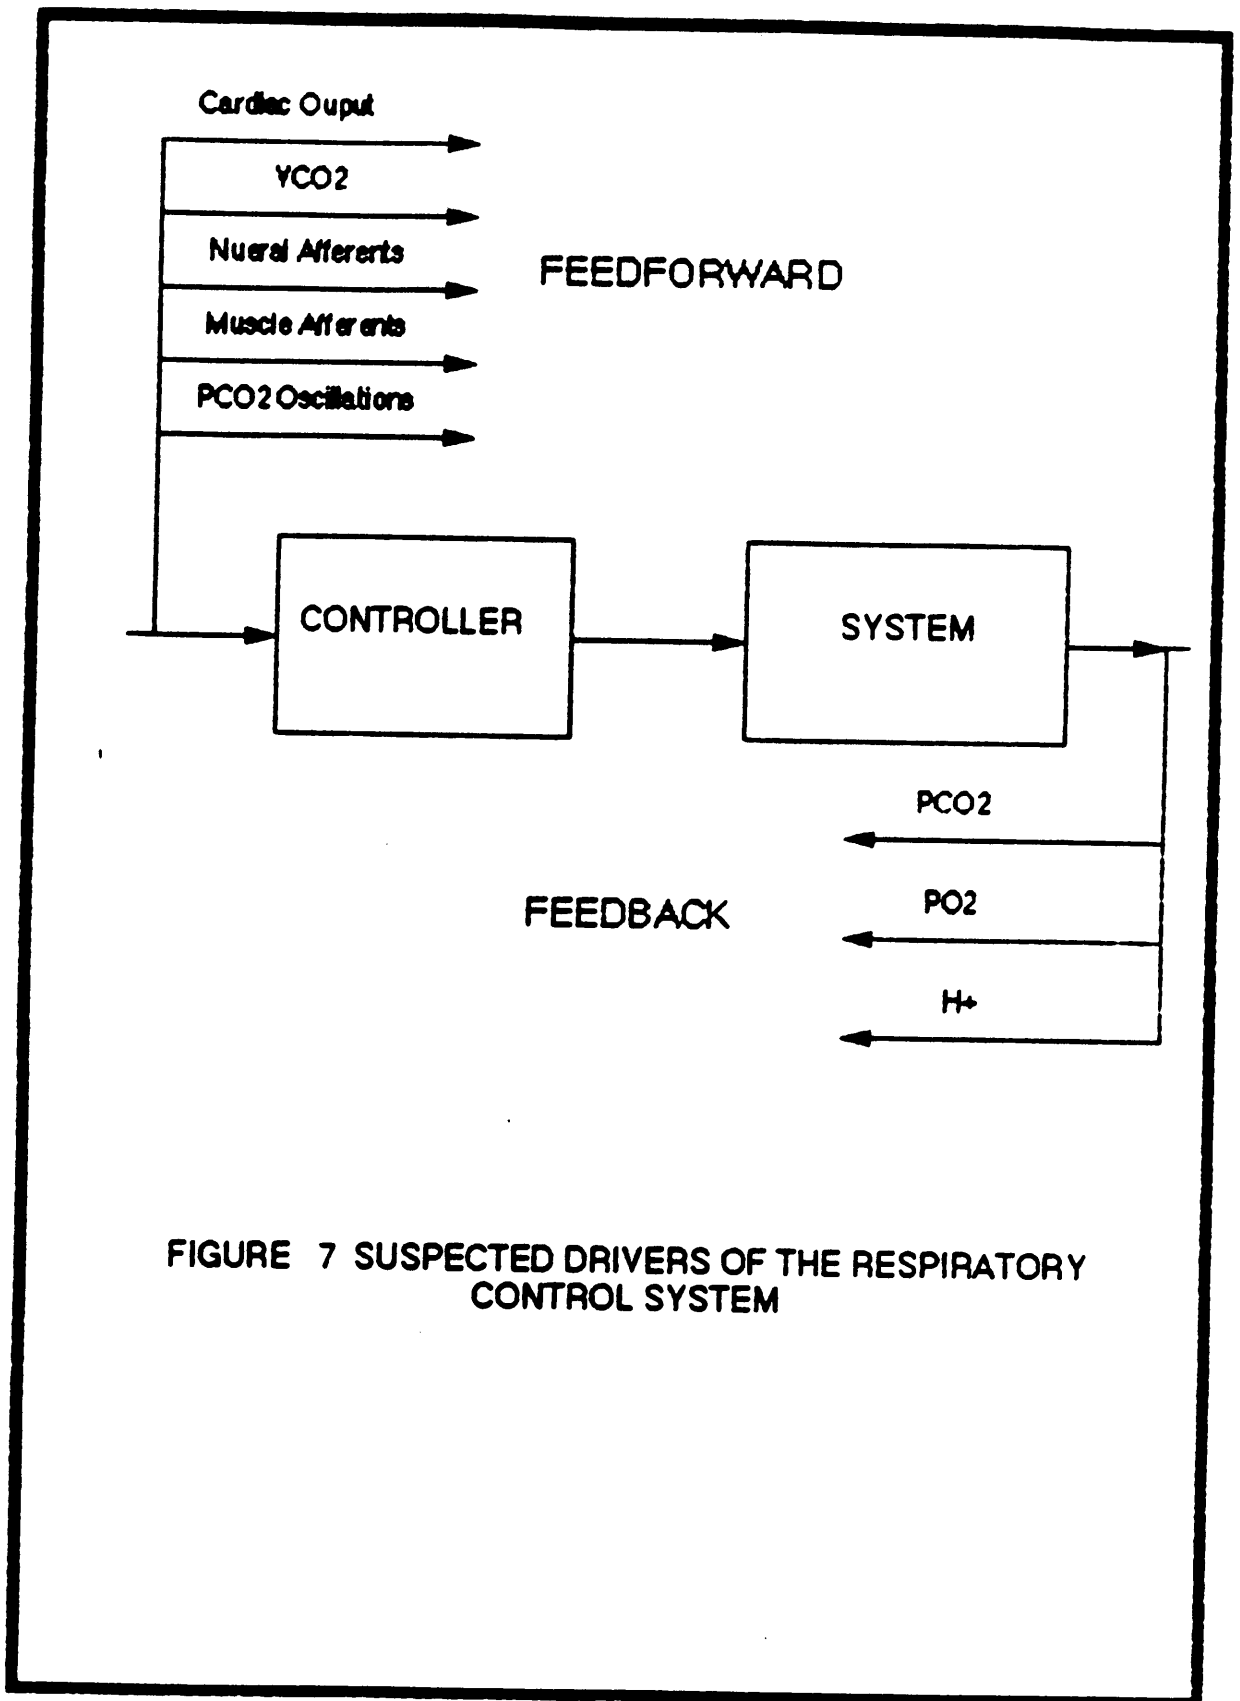 Cardiac Ouput
VCO2
Nueral Afferents
FEEDFORWARD
Muscle Afferents
PCO2 Oscillations
CONTROLLER
SYSTEM
PCO2
FEEDBACK
PO2
H+
FIGURE 7 SUSPECTED DRIVERS OF THE RESPIRATORY
CONTROL SYSTEM